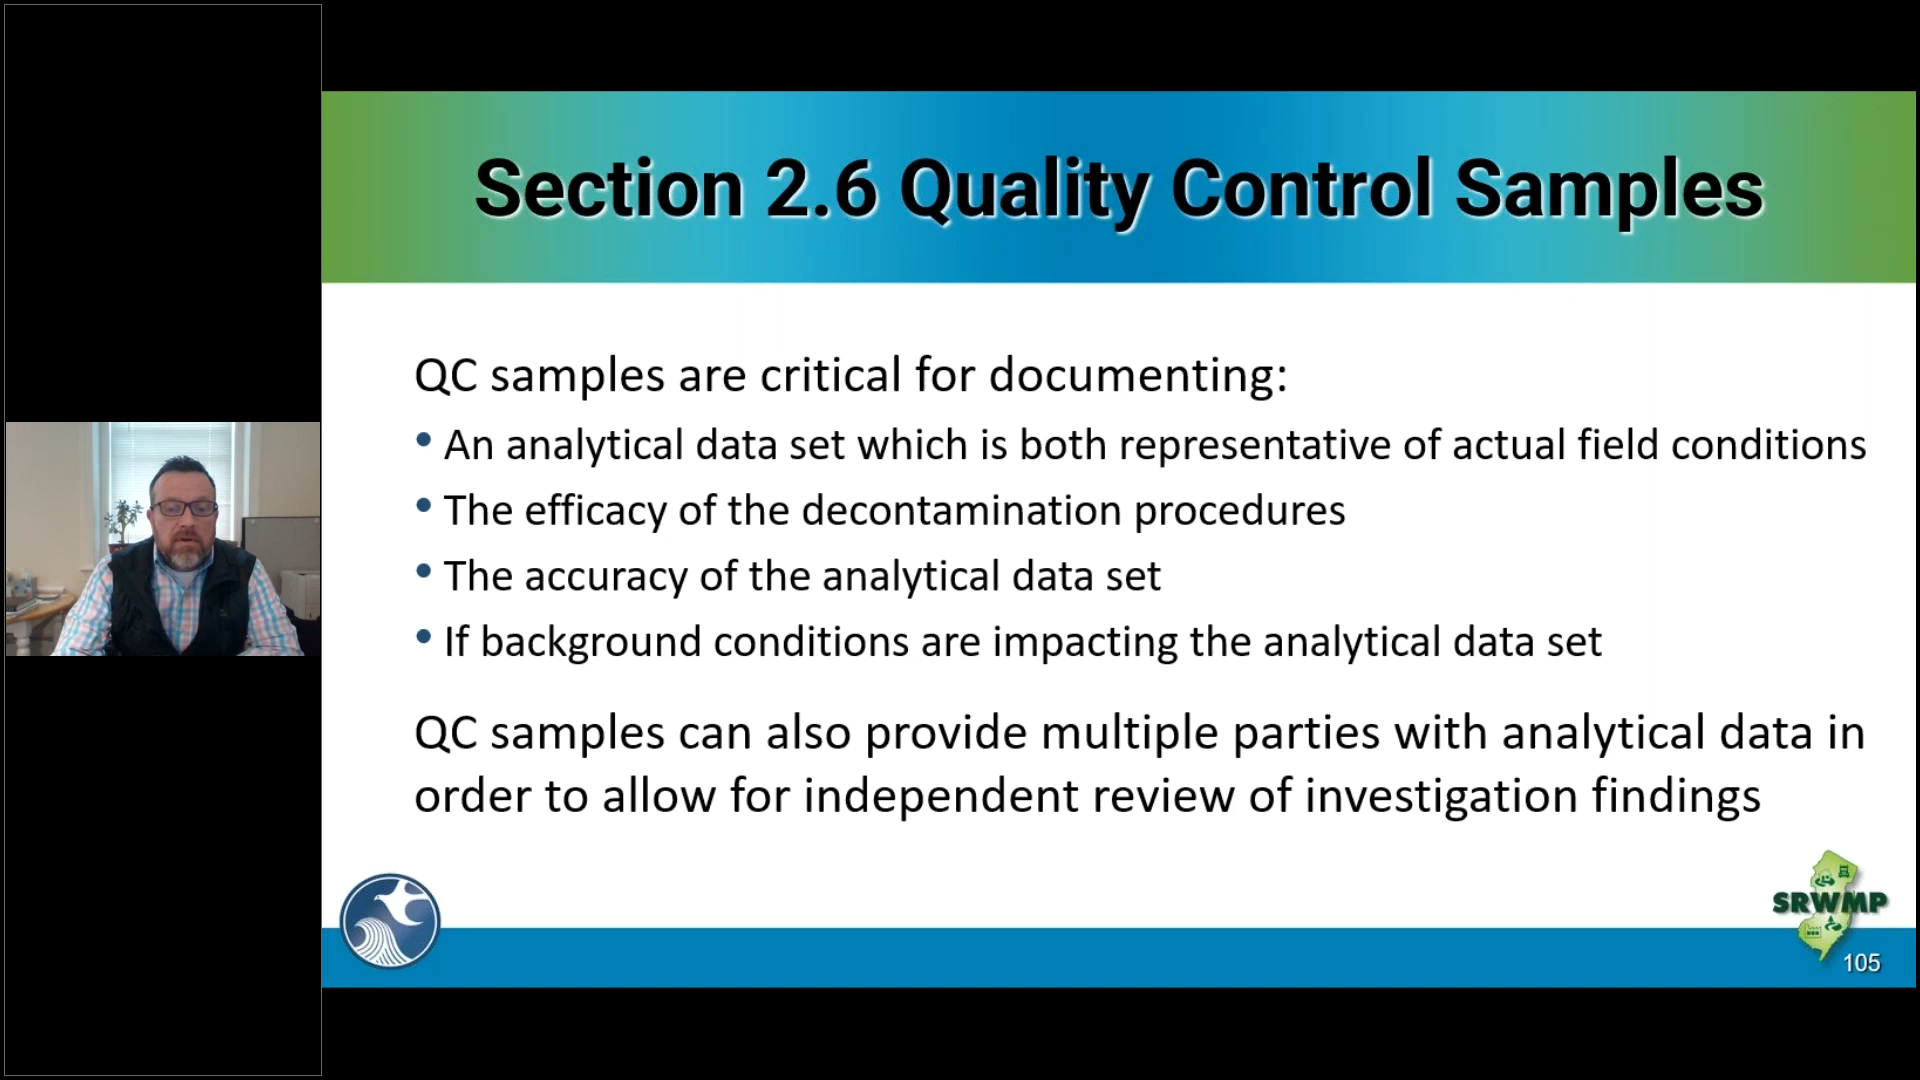 Section 2.6 Quality Control Samples
QC samples are critical for documenting:
• An analytical data set which is both representative of actual field conditions
• The efficacy of the decontamination procedures
• The accuracy of the analytical data set
• If background conditions are impacting the analytical data set
QC samples can also provide multiple parties with analytical data in
order to allow for independent review of investigation findings
SRWMP
105